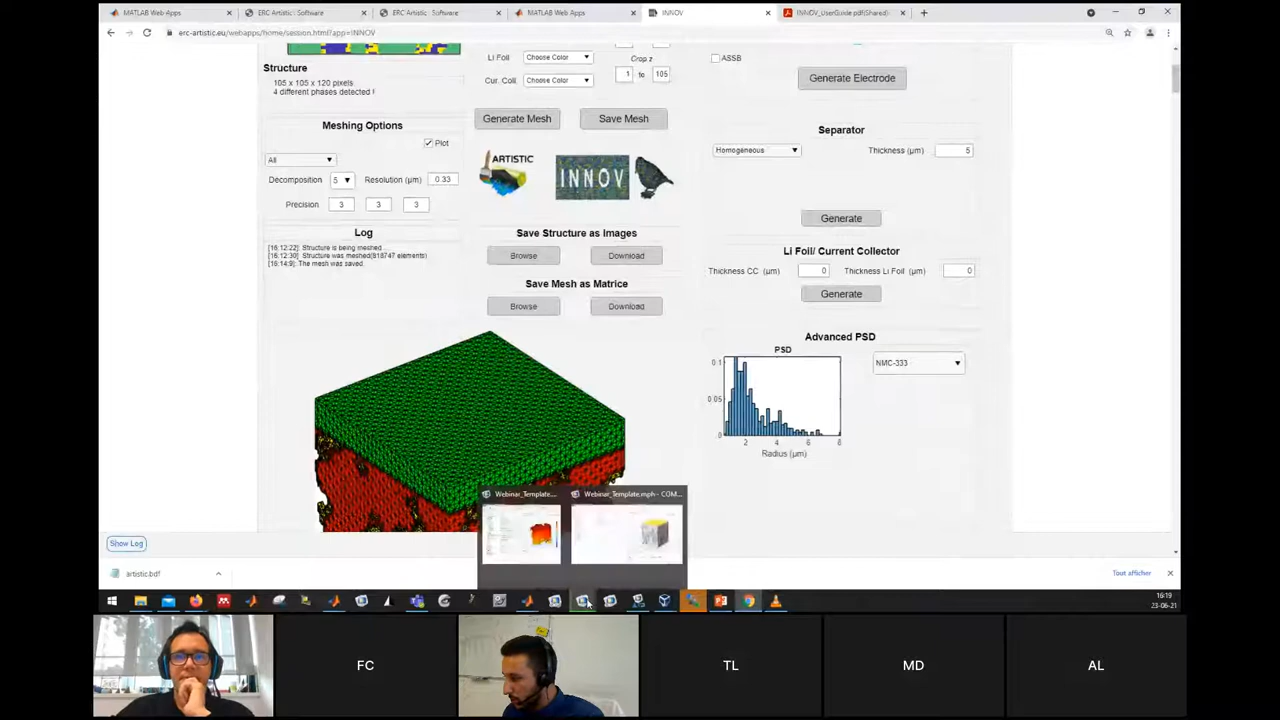 MATLAB Web Apps
ERC Artistic : Software
ERC Artistic : Software
MATLAB Web Apps
INNOV
INNOV_UserGuide.pdf(Shared)
erc-artistic.eu/webapps/home/session.html?app=INNOV
Structure
105 x 105 x 120 pixels
4 different phases detected !
Li Foil
Choose Color
Crop z
Cur. Coll
Choose Color
1 to 105
ASSB
Generate Electrode
Generate Mesh
Save Mesh
Meshing Options
Plot
All
Decomposition 5 Resolution (µm) 0.33
Precision 3 3 3
ARTISTIC
INNOV
Separator
Homogeneous
Thickness (µm) 5
Generate
Log
[16:12:22]: Structure is being meshed...
[16:12:30]: Structure was meshed(818747 elements)
[16:14:9]: The mesh was saved.
Save Structure as Images
Browse
Download
Save Mesh as Matrice
Browse
Download
Li Foil/ Current Collector
Thickness CC (µm) 0 Thickness Li Foil (µm) 0
Generate
Advanced PSD
PSD
NMC-333
0.1
0.05
0
2 4 6 8
Radius (µm)
Webinar_Template....
Webinar_Template.mph - COM...
Show Log
artistic.bdf
Tout afficher
16:19
23-06-21
FC
TL
MD
AL